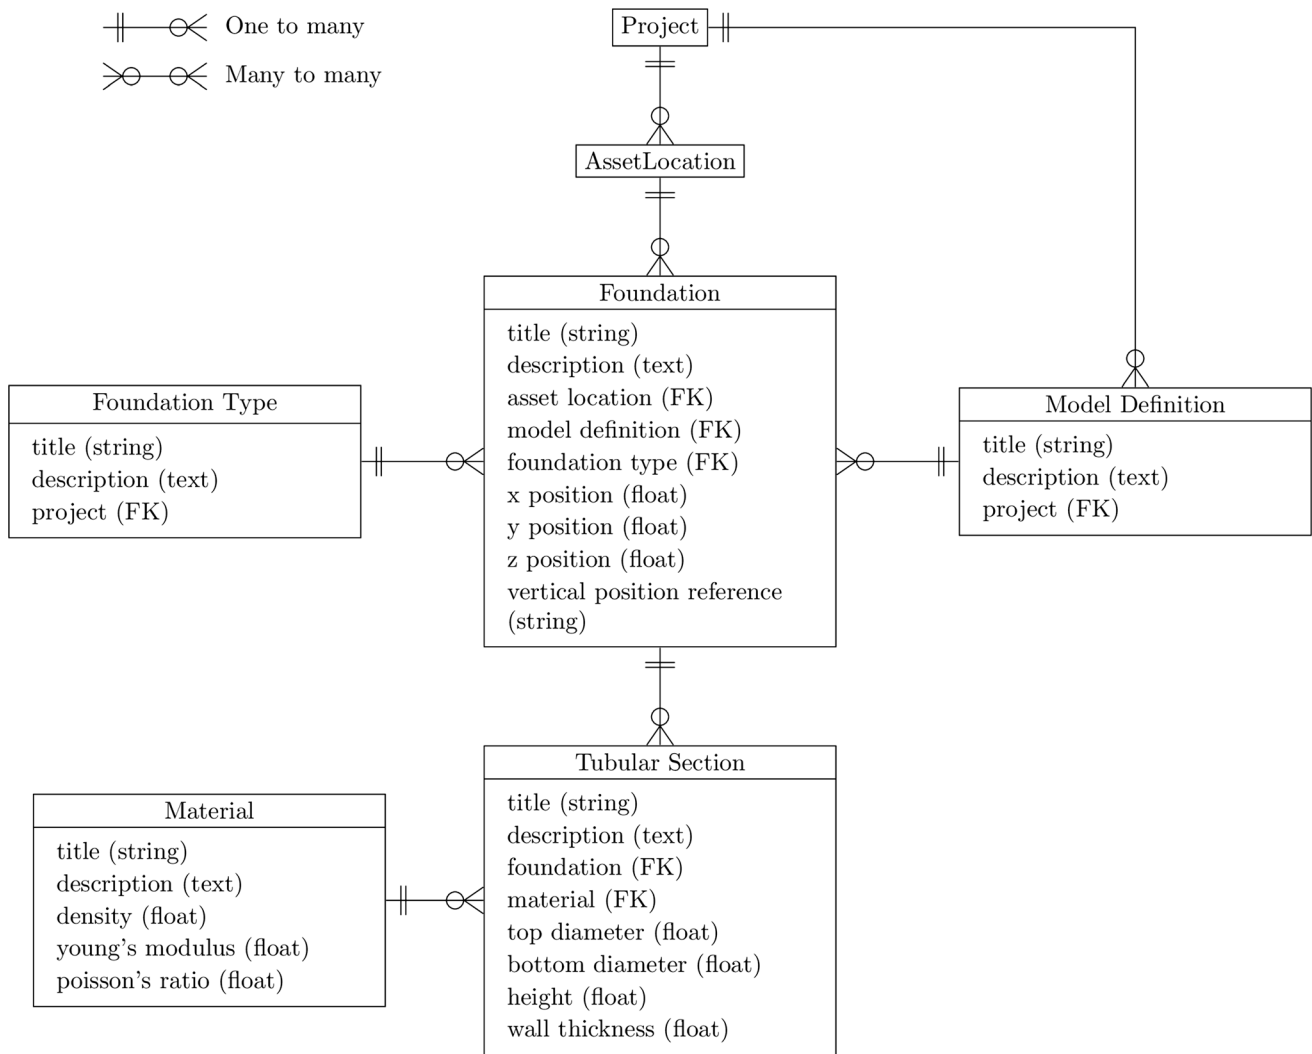 One to many
Many to many
Project
AssetLocation
Foundation
title (string)
description (text)
asset location (FK)
model definition (FK)
foundation type (FK)
x position (float)
y position (float)
z position (float)
vertical position reference
(string)
Foundation Type
title (string)
description (text)
project (FK)
Model Definition
title (string)
description (text)
project (FK)
Tubular Section
title (string)
description (text)
foundation (FK)
material (FK)
top diameter (float)
bottom diameter (float)
height (float)
wall thickness (float)
Material
title (string)
description (text)
density (float)
young's modulus (float)
poisson's ratio (float)